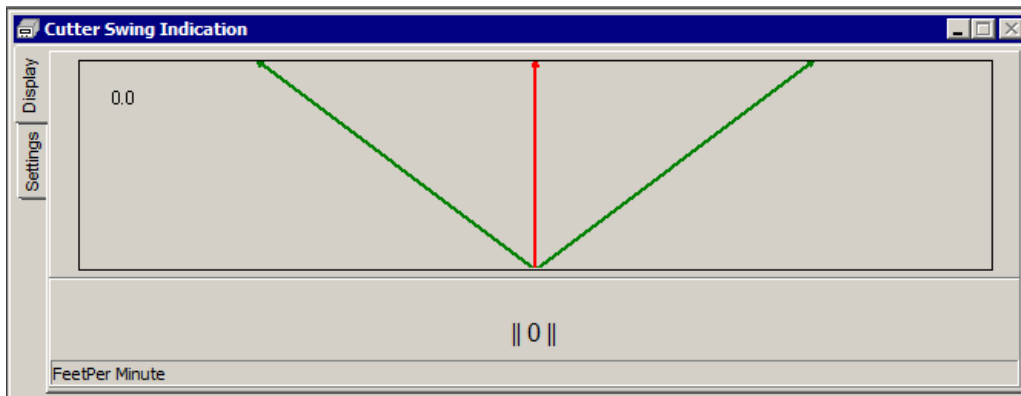 Cutter Swing Indication
Display
Settings
0.0
|| 0 ||
FeetPer Minute